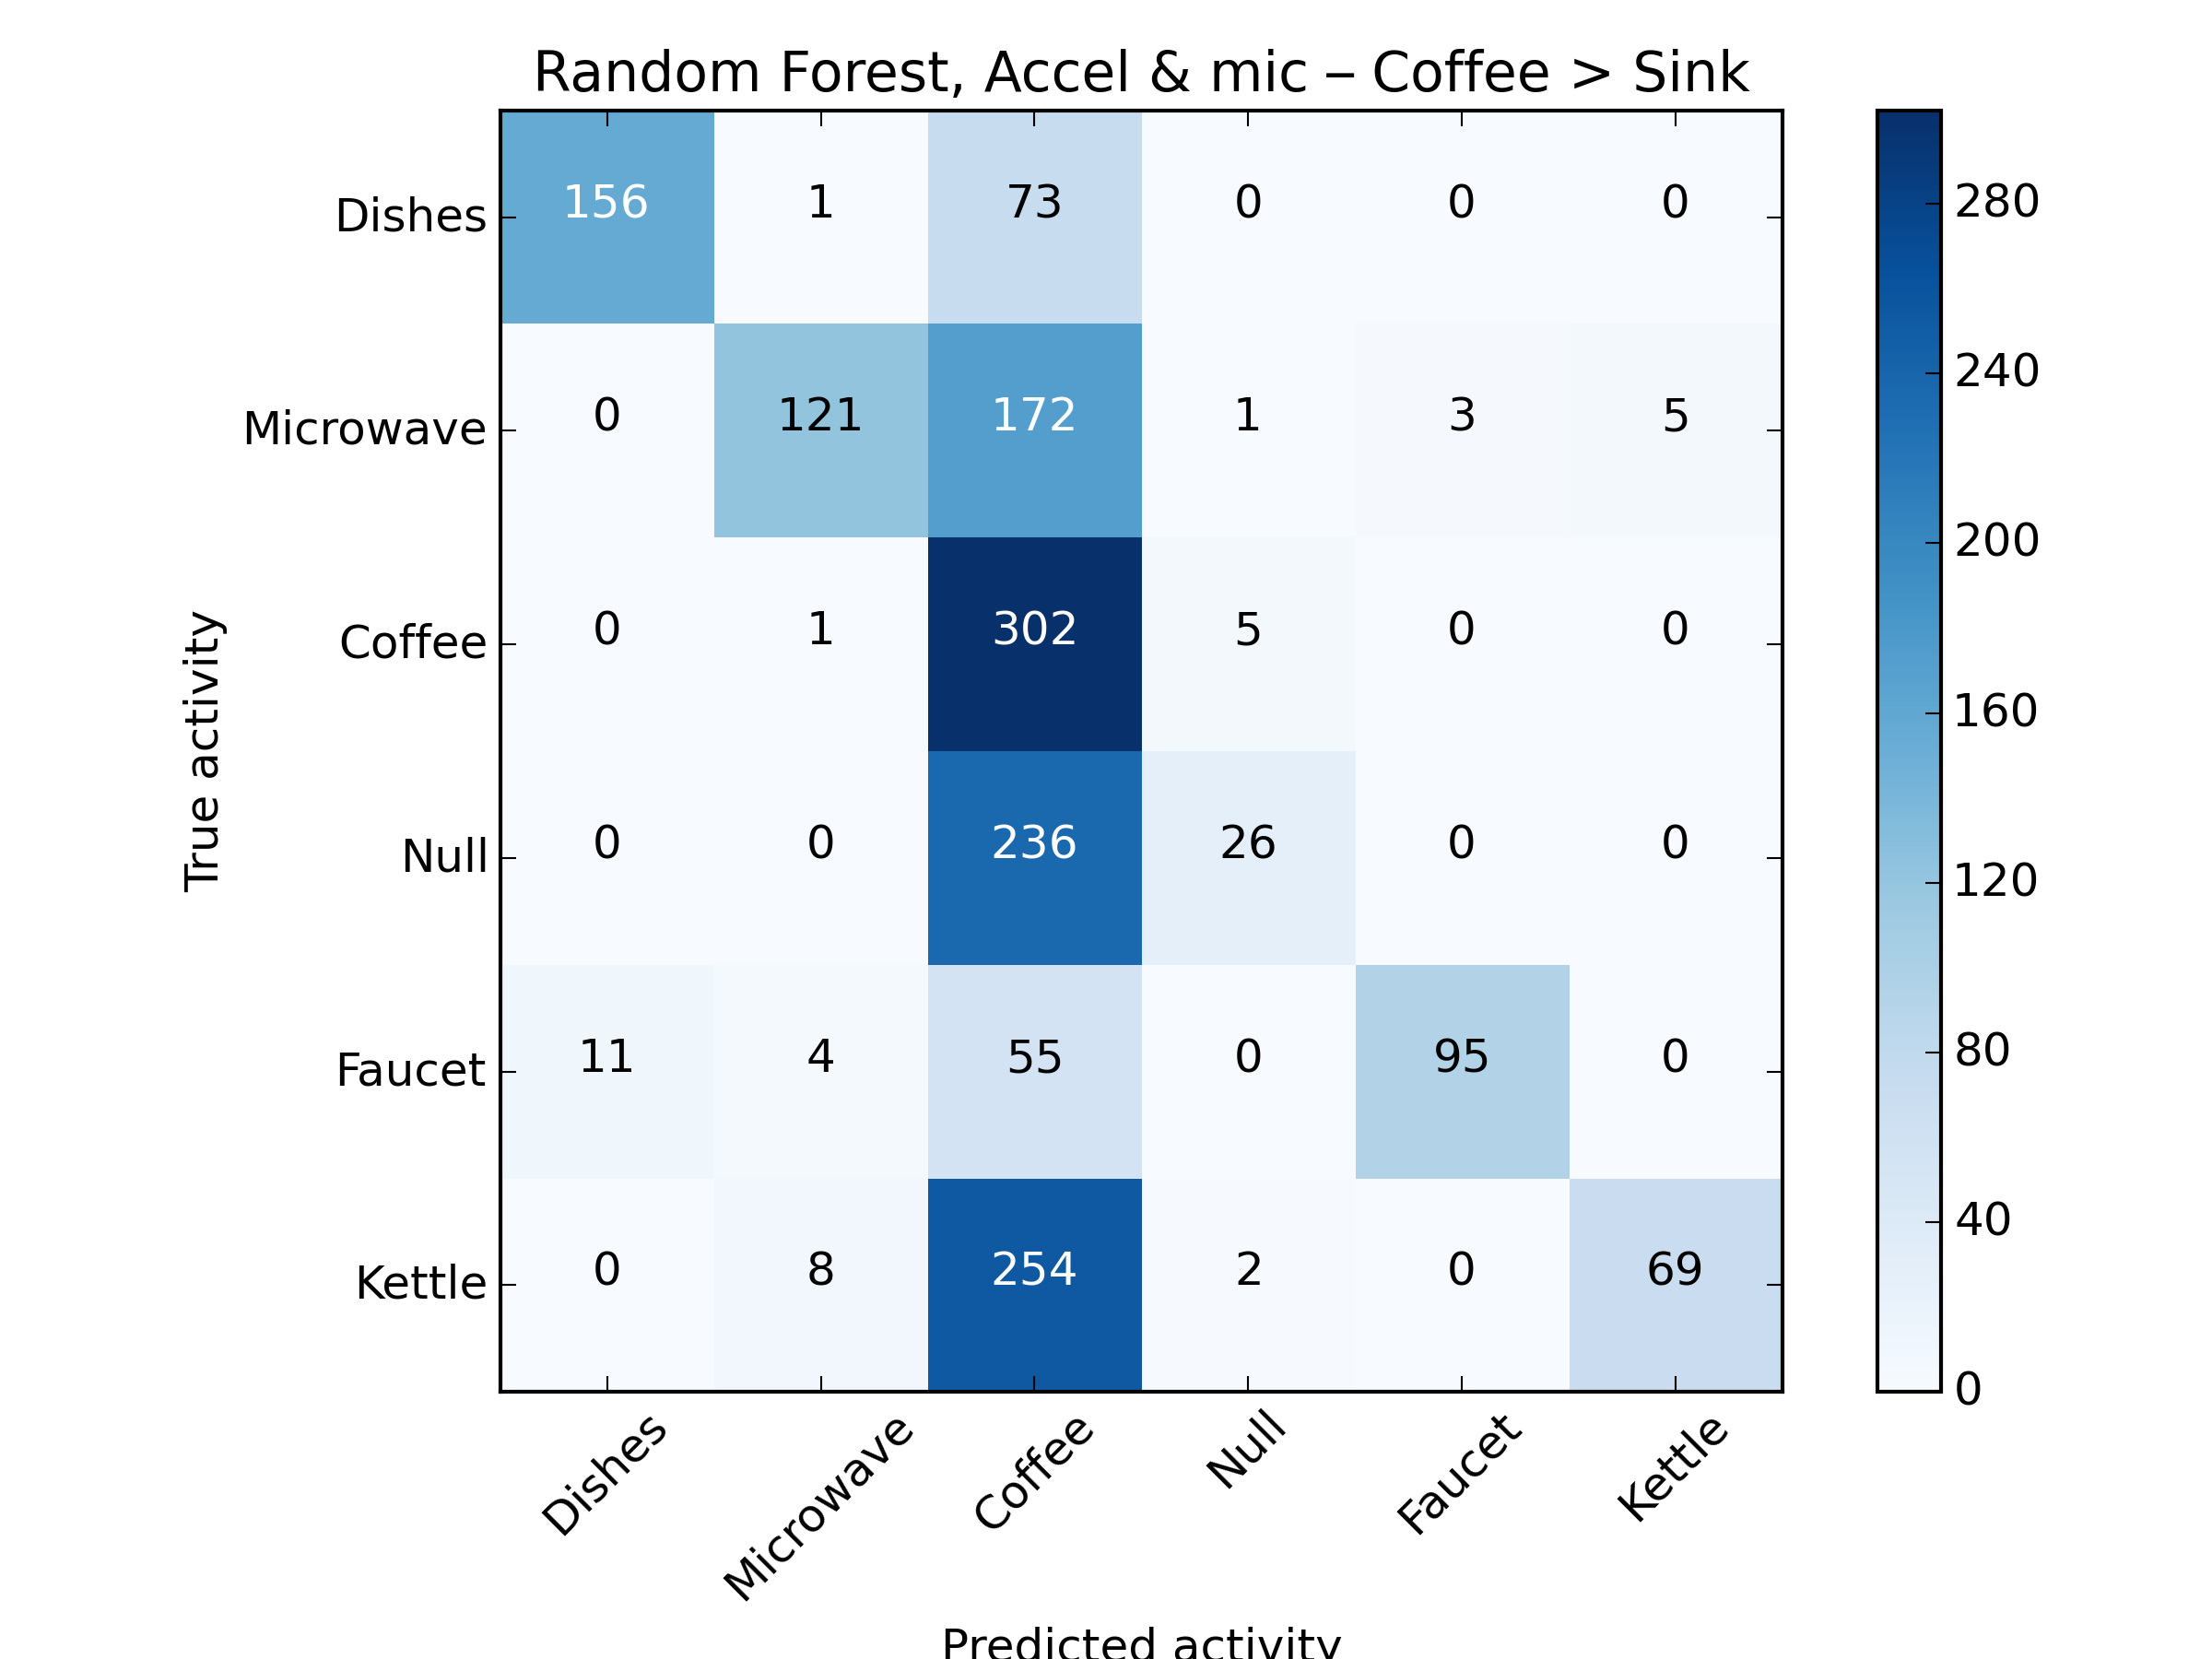 Random Forest, Accel & mic – Coffee > Sink
Dishes 156 1 73 0 0 0
Microwave 0 121 172 1 3 5
Coffee 0 1 302 5 0 0
Null 0 0 236 26 0 0
Faucet 11 4 55 0 95 0
Kettle 0 8 254 2 0 69
True activity
Dishes Microwave Coffee Null Faucet Kettle
Predicted activity
280
240
200
160
120
80
40
0